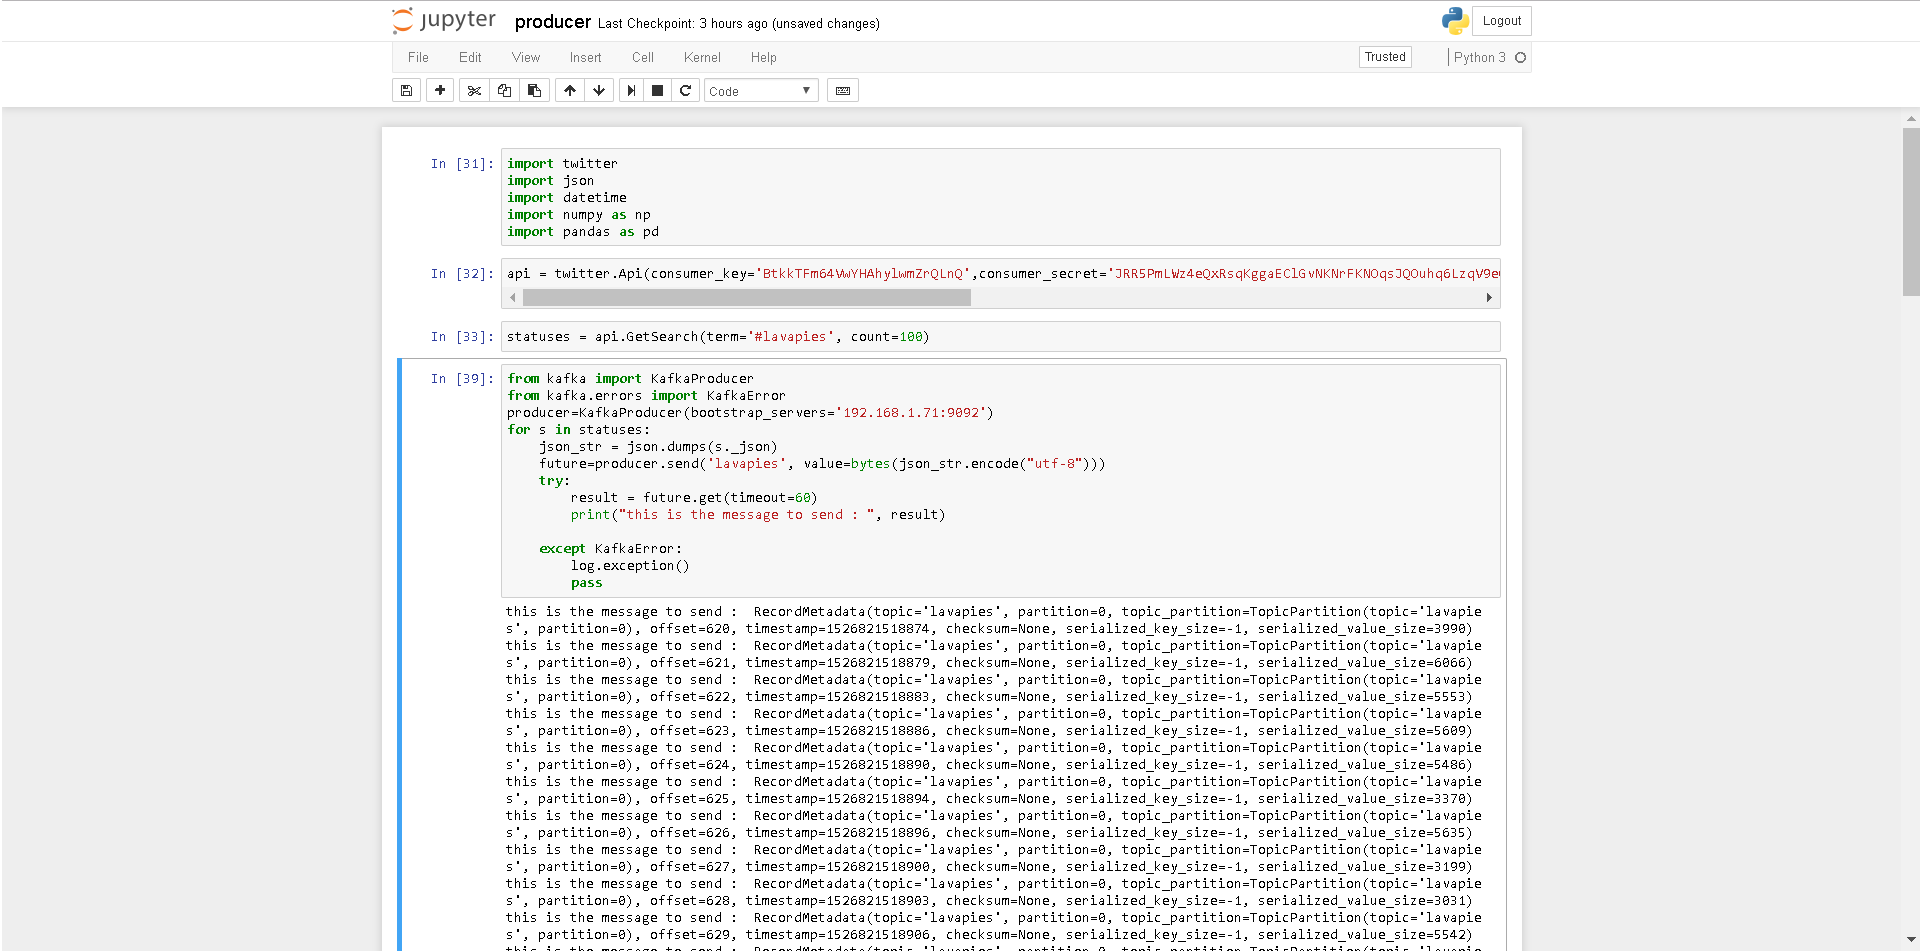 jupyter producer Last Checkpoint: 3 hours ago (unsaved changes) Logout
File Edit View Insert Cell Kernel Help Trusted Python 3
Code
In [31]: import twitter
import json
import datetime
import numpy as np
import pandas as pd
In [32]: api = twitter.Api(consumer_key='BtkkTFm64VwYHAhylwmZrQLnQ',consumer_secret='JRR5PmLWz4eQxRsqKggaEClGvNKNrFKNOqsJQOuhq6LzqV9e
In [33]: statuses = api.GetSearch(term='#lavapies', count=100)
In [39]: from kafka import KafkaProducer
from kafka.errors import KafkaError
producer=KafkaProducer(bootstrap_servers='192.168.1.71:9092')
for s in statuses:
    json_str = json.dumps(s._json)
    future=producer.send('lavapies', value=bytes(json_str.encode("utf-8")))
    try:
        result = future.get(timeout=60)
        print("this is the message to send : ", result)
    except KafkaError:
        log.exception()
        pass
this is the message to send :  RecordMetadata(topic='lavapies', partition=0, topic_partition=TopicPartition(topic='lavapie
s', partition=0), offset=620, timestamp=1526821518874, checksum=None, serialized_key_size=-1, serialized_value_size=3990)
this is the message to send :  RecordMetadata(topic='lavapies', partition=0, topic_partition=TopicPartition(topic='lavapie
s', partition=0), offset=621, timestamp=1526821518879, checksum=None, serialized_key_size=-1, serialized_value_size=6066)
this is the message to send :  RecordMetadata(topic='lavapies', partition=0, topic_partition=TopicPartition(topic='lavapie
s', partition=0), offset=622, timestamp=1526821518883, checksum=None, serialized_key_size=-1, serialized_value_size=5553)
this is the message to send :  RecordMetadata(topic='lavapies', partition=0, topic_partition=TopicPartition(topic='lavapie
s', partition=0), offset=623, timestamp=1526821518886, checksum=None, serialized_key_size=-1, serialized_value_size=5609)
this is the message to send :  RecordMetadata(topic='lavapies', partition=0, topic_partition=TopicPartition(topic='lavapie
s', partition=0), offset=624, timestamp=1526821518890, checksum=None, serialized_key_size=-1, serialized_value_size=5486)
this is the message to send :  RecordMetadata(topic='lavapies', partition=0, topic_partition=TopicPartition(topic='lavapie
s', partition=0), offset=625, timestamp=1526821518894, checksum=None, serialized_key_size=-1, serialized_value_size=3370)
this is the message to send :  RecordMetadata(topic='lavapies', partition=0, topic_partition=TopicPartition(topic='lavapie
s', partition=0), offset=626, timestamp=1526821518896, checksum=None, serialized_key_size=-1, serialized_value_size=5635)
this is the message to send :  RecordMetadata(topic='lavapies', partition=0, topic_partition=TopicPartition(topic='lavapie
s', partition=0), offset=627, timestamp=1526821518900, checksum=None, serialized_key_size=-1, serialized_value_size=3199)
this is the message to send :  RecordMetadata(topic='lavapies', partition=0, topic_partition=TopicPartition(topic='lavapie
s', partition=0), offset=628, timestamp=1526821518903, checksum=None, serialized_key_size=-1, serialized_value_size=3031)
this is the message to send :  RecordMetadata(topic='lavapies', partition=0, topic_partition=TopicPartition(topic='lavapie
s', partition=0), offset=629, timestamp=1526821518906, checksum=None, serialized_key_size=-1, serialized_value_size=5542)